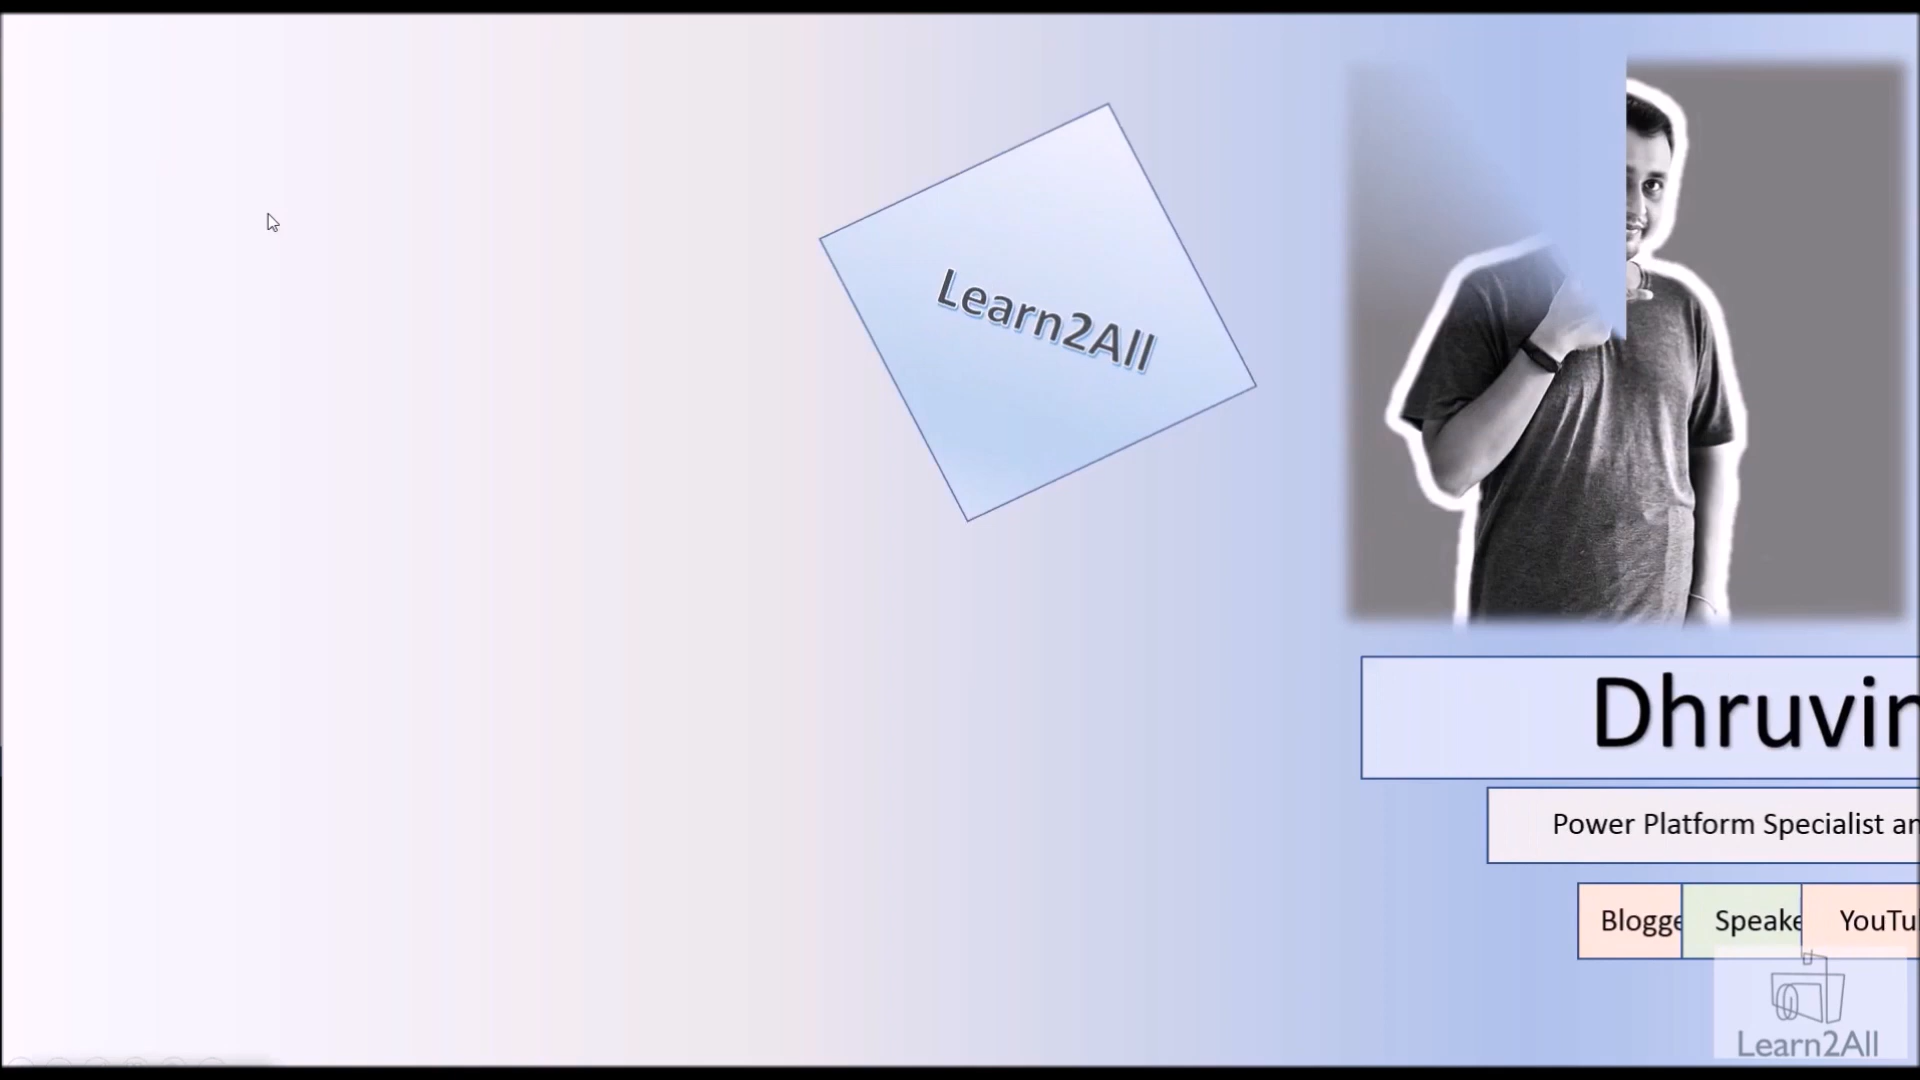 Learn2All
Dhruvin
Power Platform Specialist an
Blogge
Speake
YouTu
Learn2All